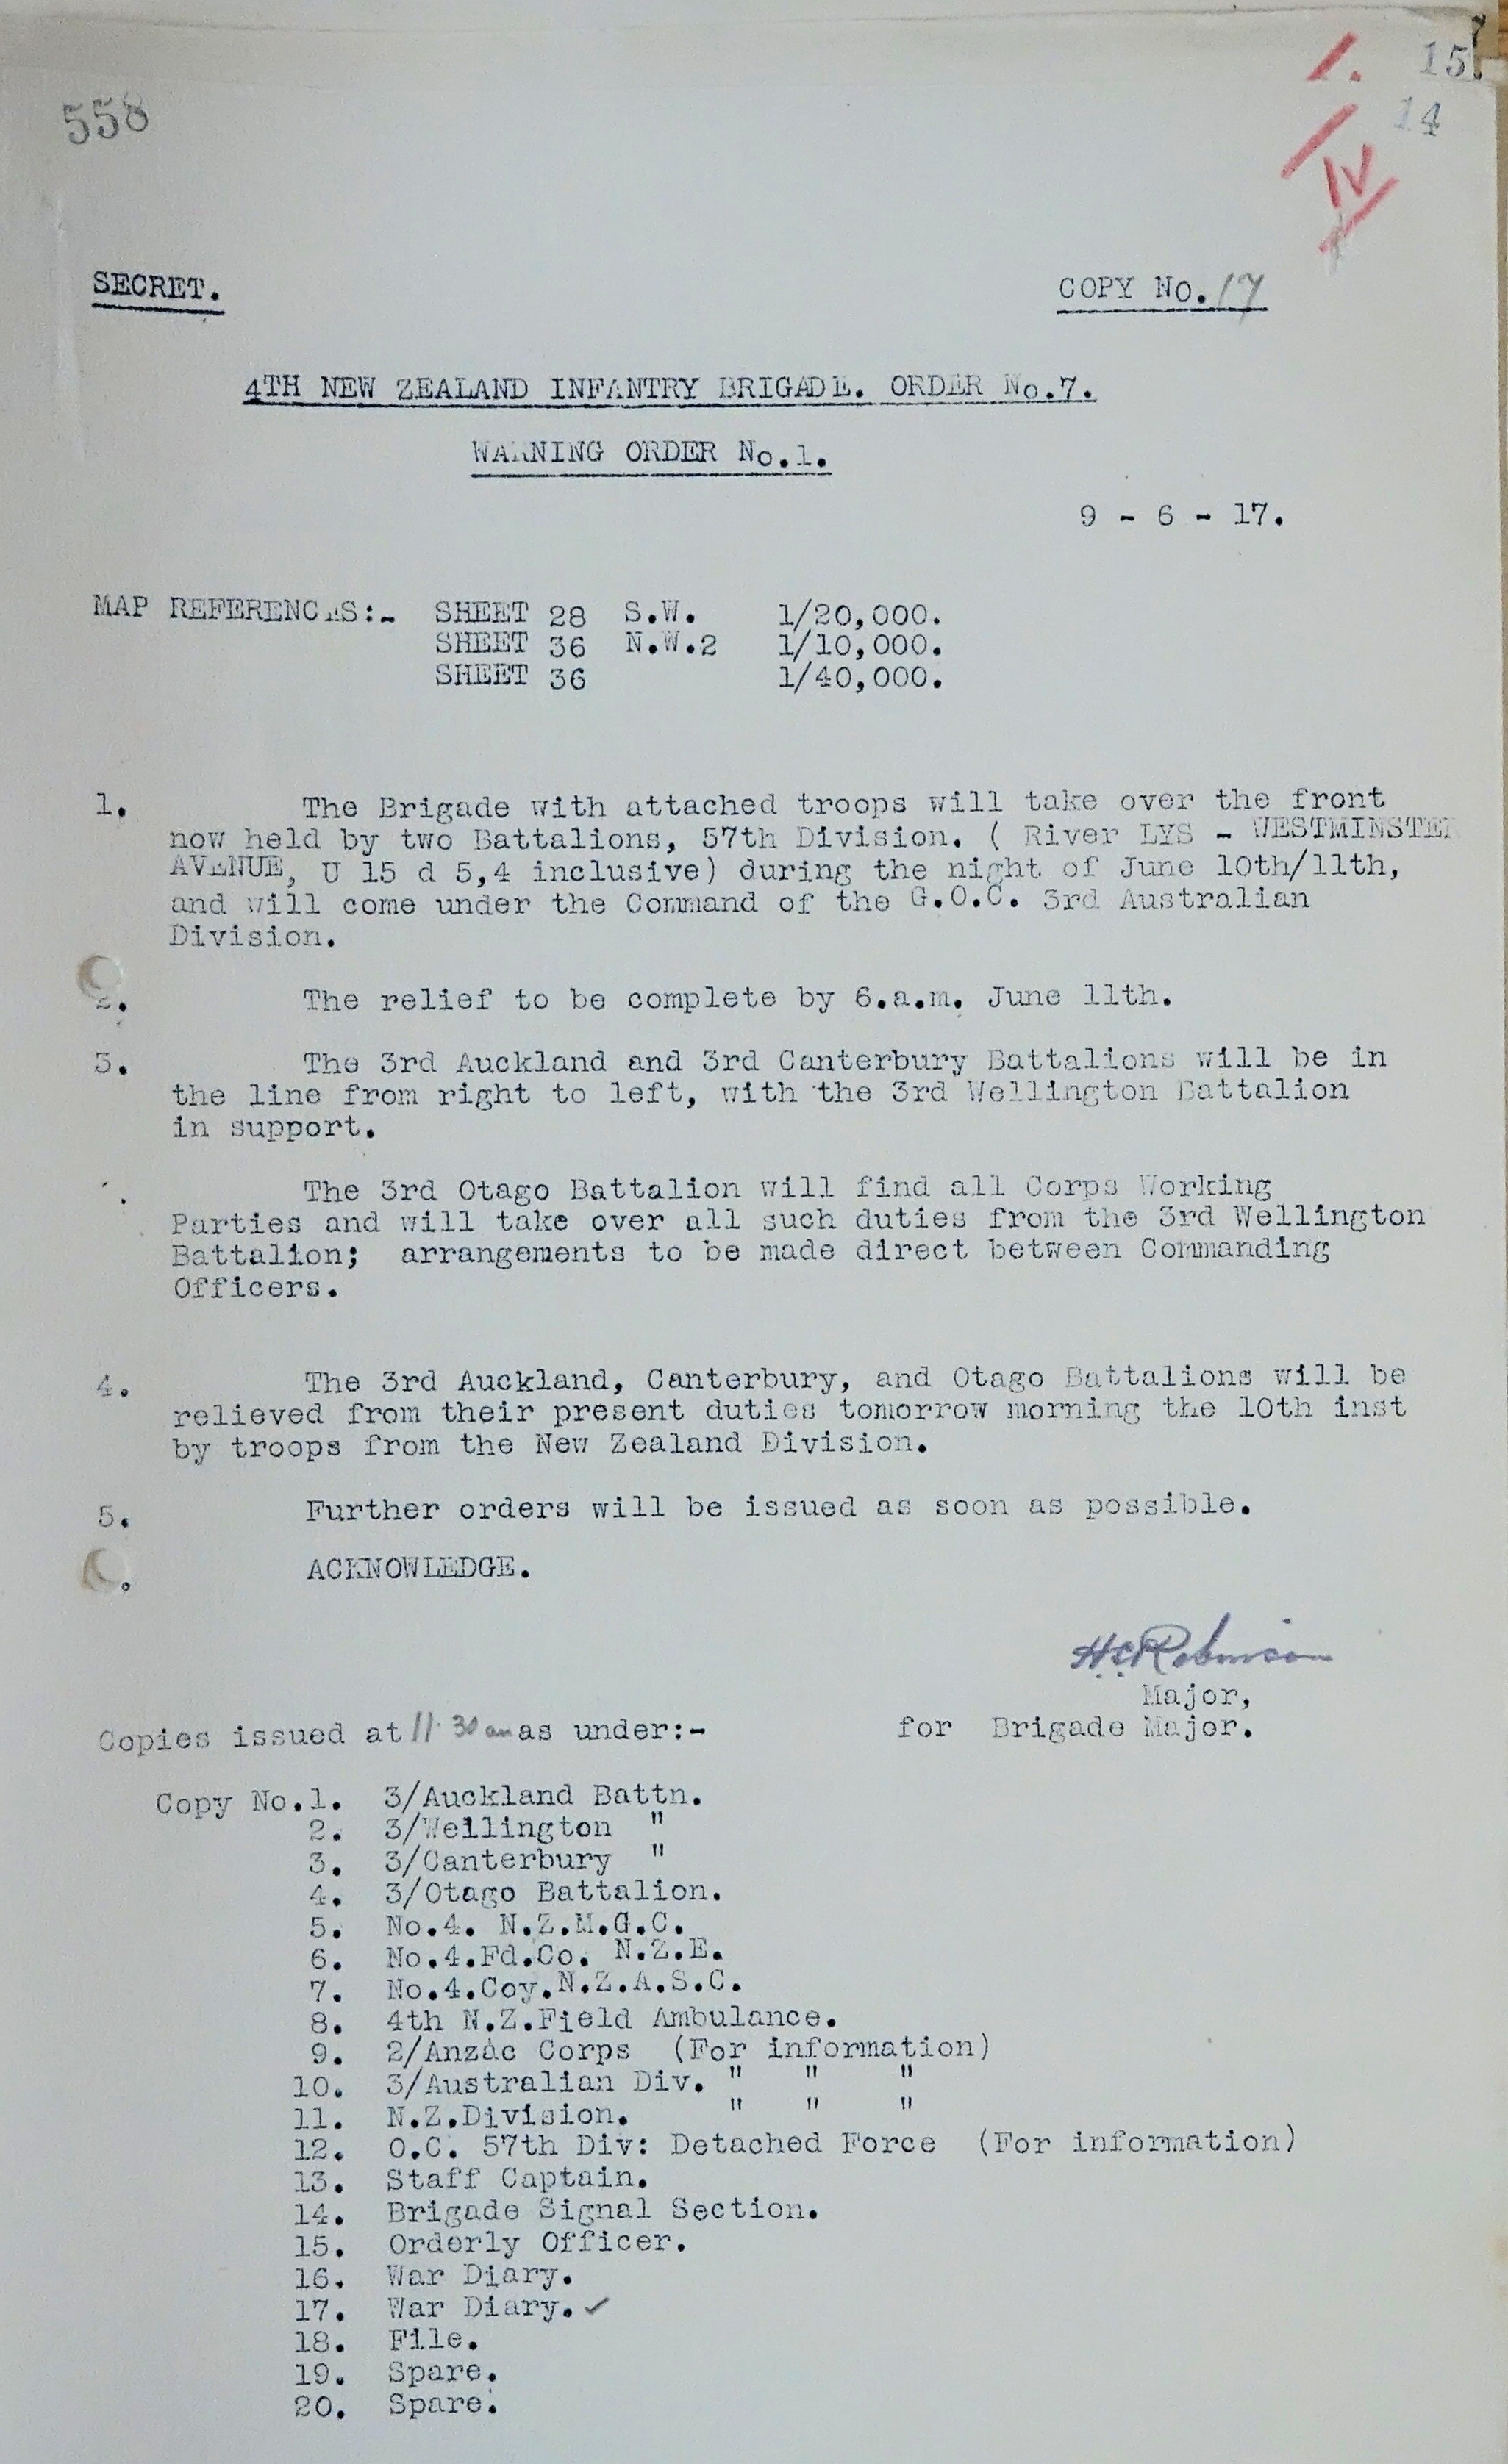 I. 15
558 14
IV
SECRET. COPY No. 17
4TH NEW ZEALAND INFANTRY BRIGADE. ORDER No.7.
WARNING ORDER No.1.
9 - 6 - 17.
MAP REFERENCES:- SHEET 28 S.W. 1/20,000.
SHEET 36 N.W.2 1/10,000.
SHEET 36 1/40,000.
1. The Brigade with attached troops will take over the front
now held by two Battalions, 57th Division. ( River LYS - WESTMINSTER
AVENUE, U 15 d 5,4 inclusive) during the night of June 10th/11th,
and will come under the Command of the G.O.C. 3rd Australian
Division.
2. The relief to be complete by 6.a.m. June 11th.
3. The 3rd Auckland and 3rd Canterbury Battalions will be in
the line from right to left, with the 3rd Wellington Battalion
in support.
The 3rd Otago Battalion will find all Corps Working
Parties and will take over all such duties from the 3rd Wellington
Battalion; arrangements to be made direct between Commanding
Officers.
4. The 3rd Auckland, Canterbury, and Otago Battalions will be
relieved from their present duties tomorrow morning the 10th inst
by troops from the New Zealand Division.
5. Further orders will be issued as soon as possible.
ACKNOWLEDGE.
H.C.Robinson
Major,
Copies issued at 11.30 am as under:- for Brigade Major.
Copy No.1. 3/Auckland Battn.
2. 3/Wellington "
3. 3/Canterbury "
4. 3/Otago Battalion.
5. No.4. N.Z.M.G.C.
6. No.4.Fd.Co. N.Z.E.
7. No.4.Coy.N.Z.A.S.C.
8. 4th N.Z.Field Ambulance.
9. 2/Anzac Corps (For information)
10. 3/Australian Div. " " "
11. N.Z.Division. " " "
12. O.C. 57th Div: Detached Force (For information)
13. Staff Captain.
14. Brigade Signal Section.
15. Orderly Officer.
16. War Diary.
17. War Diary. ✓
18. File.
19. Spare.
20. Spare.